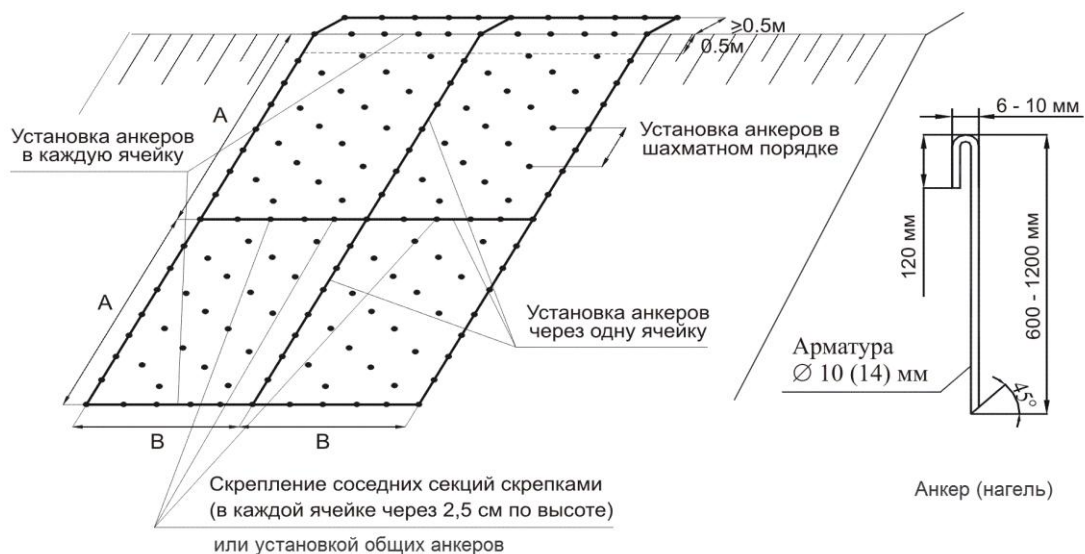 ≥0.5м
0.5м
А
Установка анкеров
в каждую ячейку
Установка анкеров в
шахматном порядке
6 - 10 мм
120 мм
600 - 1200 мм
А
Установка анкеров
через одну ячейку
Арматура
∅ 10 (14) мм
45°
В
В
Скрепление соседних секций скрепками
(в каждой ячейке через 2,5 см по высоте)
или установкой общих анкеров
Анкер (нагель)